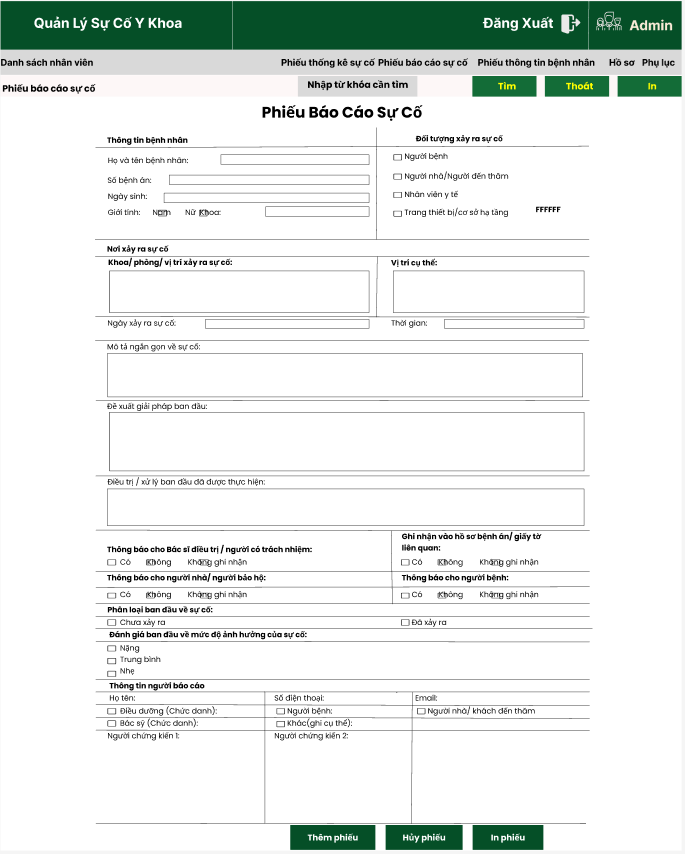 Quản Lý Sự Cố Y Khoa
Đăng Xuất
Admin
Danh sách nhân viên
Phiếu thống kê sự cố Phiếu báo cáo sự cố Phiếu thông tin bệnh nhân Hồ sơ Phụ lục
Phiếu báo cáo sự cố
Nhập từ khóa cần tìm
Tìm
Thoát
In
Phiếu Báo Cáo Sự Cố
Thông tin bệnh nhân
Đối tượng xảy ra sự cố
Họ và tên bệnh nhân:
Người bệnh
Số bệnh án:
Người nhà/Người đến thăm
Ngày sinh:
Nhân viên y tế
Giới tính: Nam Nữ Khoa:
Trang thiết bị/cơ sở hạ tầng
FFFFFF
Nơi xảy ra sự cố
Khoa/ phòng/ vị trí xảy ra sự cố:
Vị trí cụ thể:
Ngày xảy ra sự cố:
Thời gian:
Mô tả ngắn gọn về sự cố:
Đề xuất giải pháp ban đầu:
Điều trị / xử lý ban đầu đã được thực hiện:
Thông báo cho Bác sĩ điều trị / người có trách nhiệm:
Ghi nhận vào hồ sơ bệnh án/ giấy tờ
liên quan:
Có Không Không ghi nhận
Có Không Không ghi nhận
Thông báo cho người nhà/ người bảo hộ:
Thông báo cho người bệnh:
Có Không Không ghi nhận
Có Không Không ghi nhận
Phân loại ban đầu về sự cố:
Chưa xảy ra
Đã xảy ra
Đánh giá ban đầu về mức độ ảnh hưởng của sự cố:
Nặng
Trung bình
Nhẹ
Thông tin người báo cáo
Họ tên:
Số điện thoại:
Email:
Điều dưỡng (Chức danh):
Người bệnh:
Người nhà/ khách đến thăm
Bác sỹ (Chức danh):
Khác(ghi cụ thể):
Người chứng kiến 1:
Người chứng kiến 2:
Thêm phiếu
Hủy phiếu
In phiếu